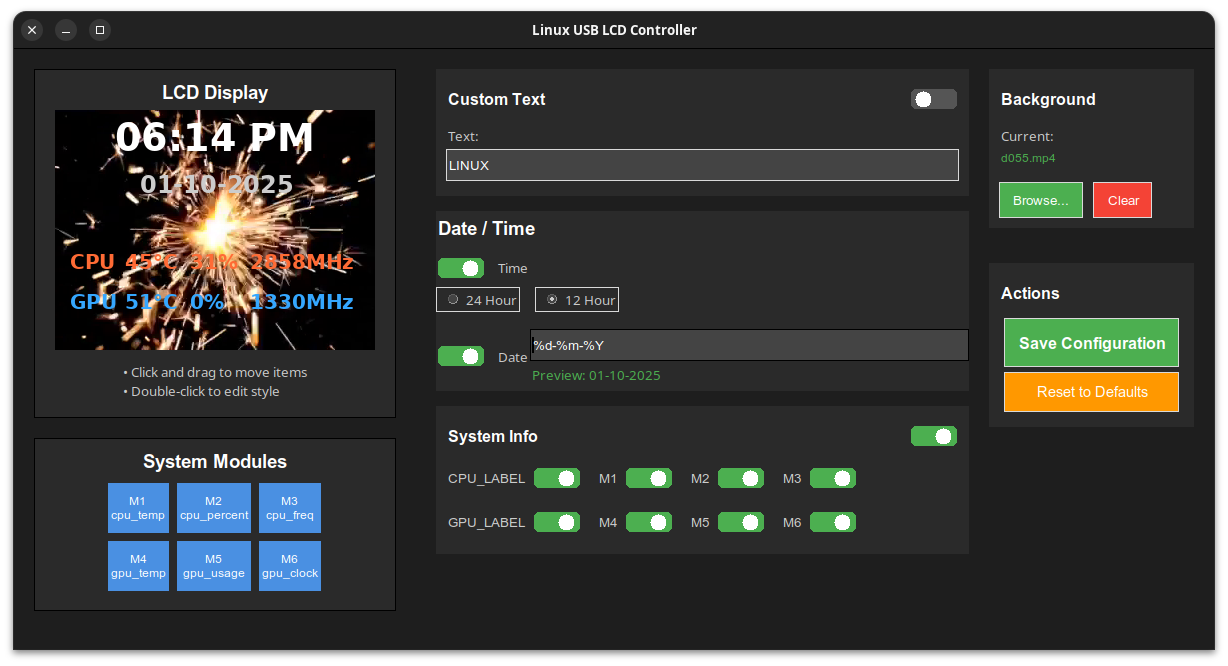 Linux USB LCD Controller
LCD Display
06:14 PM
01-10-2025
CPU 45°C 31% 2858MHz
GPU 51°C 0% 1330MHz
• Click and drag to move items
• Double-click to edit style
System Modules
M1 cpu_temp
M2 cpu_percent
M3 cpu_freq
M4 gpu_temp
M5 gpu_usage
M6 gpu_clock
Custom Text
Text:
LINUX
Date / Time
Time
24 Hour 12 Hour
Date %d-%m-%Y
Preview: 01-10-2025
System Info
CPU_LABEL M1 M2 M3
GPU_LABEL M4 M5 M6
Background
Current:
d055.mp4
Browse... Clear
Actions
Save Configuration
Reset to Defaults